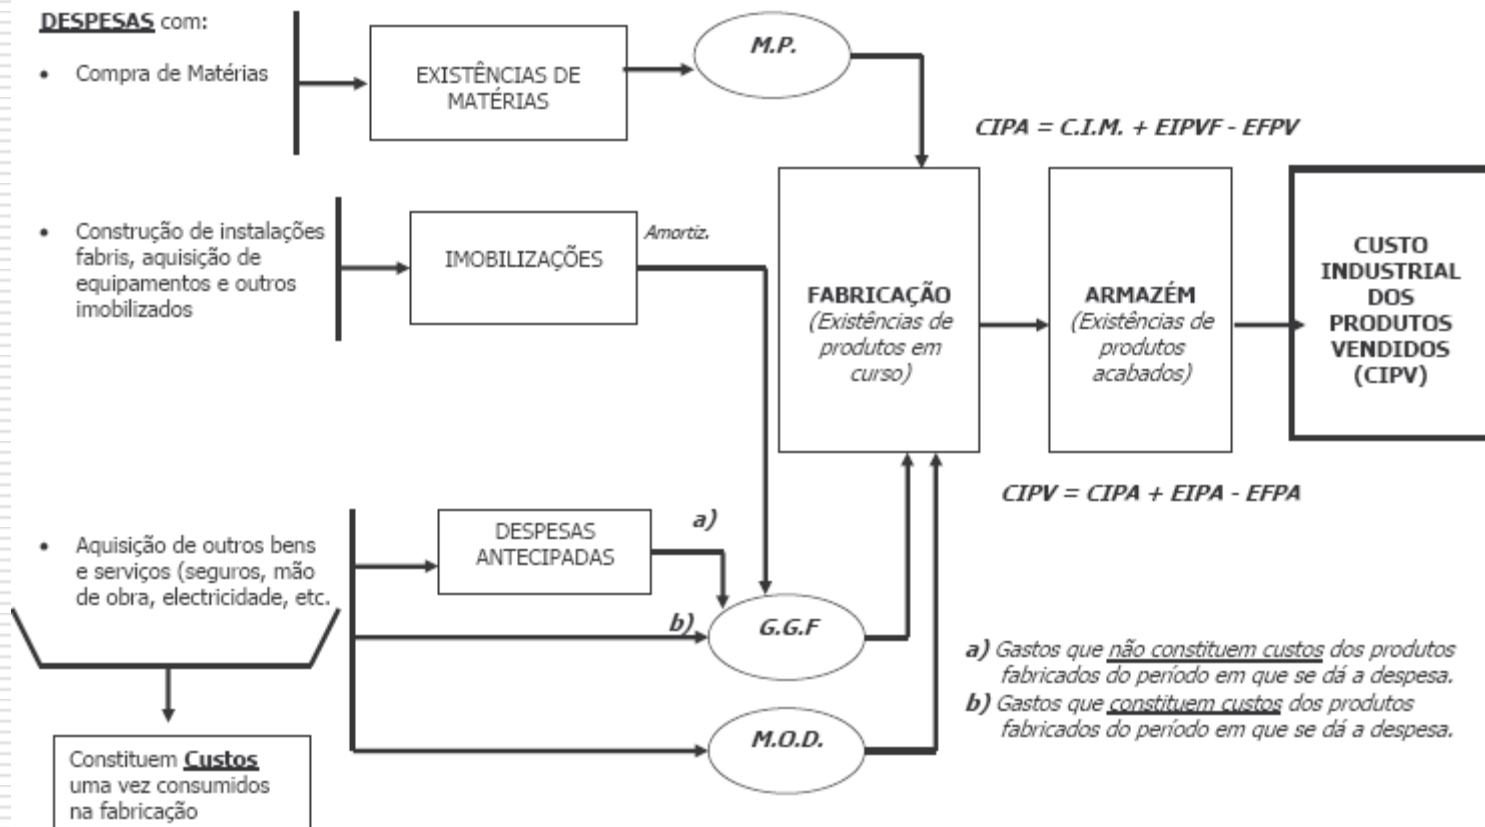 DESPESAS com:
• Compra de Matérias
EXISTÊNCIAS DE
MATÉRIAS
M.P.
CIPA = C.I.M. + EIPVF - EFPV
• Construção de instalações
fabris, aquisição de
equipamentos e outros
imobilizados
IMOBILIZAÇÕES
Amortiz.
FABRICAÇÃO
(Existências de
produtos em
curso)
ARMAZÉM
(Existências de
produtos
acabados)
CUSTO
INDUSTRIAL
DOS
PRODUTOS
VENDIDOS
(CIPV)
CIPV = CIPA + EIPA - EFPA
• Aquisição de outros bens
e serviços (seguros, mão
de obra, electricidade, etc.
DESPESAS
ANTECIPADAS
a)
b)
G.G.F
M.O.D.
a) Gastos que não constituem custos dos produtos
fabricados do período em que se dá a despesa.
b) Gastos que constituem custos dos produtos
fabricados do período em que se dá a despesa.
Constituem Custos
uma vez consumidos
na fabricação